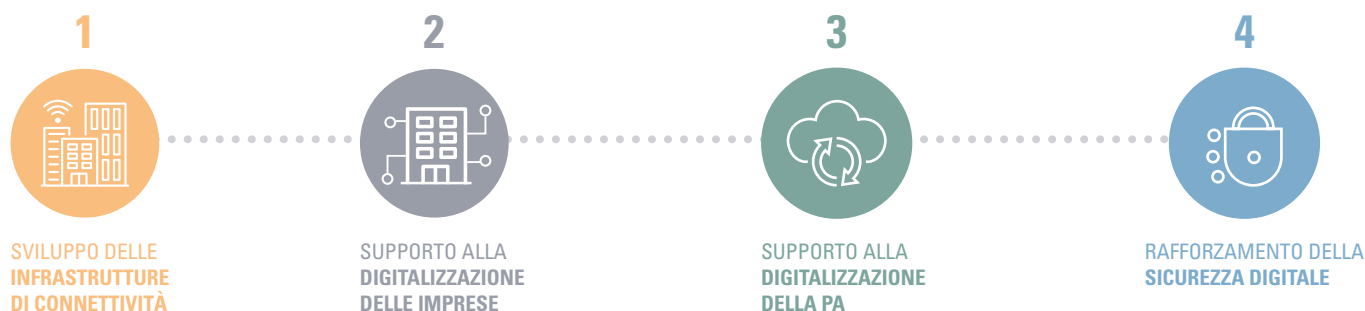 1
SVILUPPO DELLE
INFRASTRUTTURE
DI CONNETTIVITÀ
2
SUPPORTO ALLA
DIGITALIZZAZIONE
DELLE IMPRESE
3
SUPPORTO ALLA
DIGITALIZZAZIONE
DELLA PA
4
RAFFORZAMENTO DELLA
SICUREZZA DIGITALE